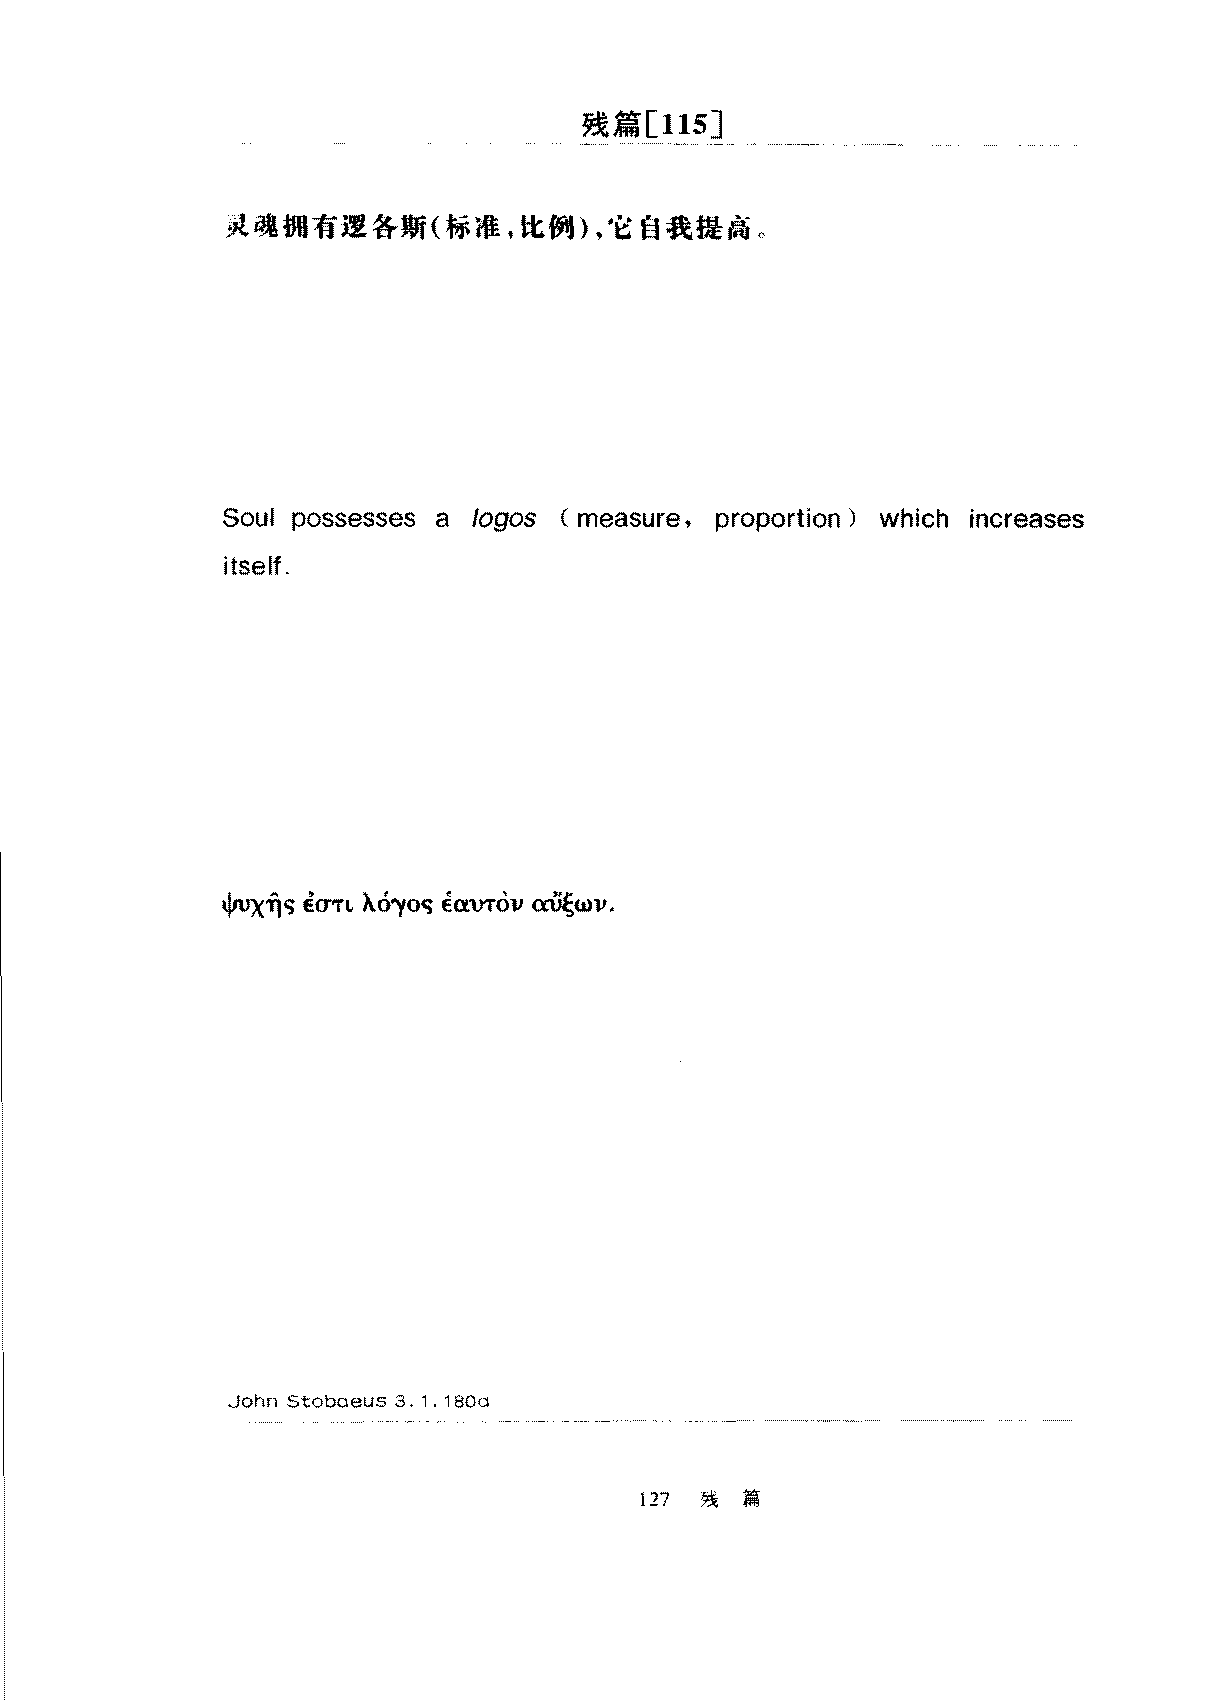 残篇[115]
灵魂拥有逻各斯(标准,比例),它自我提高。
Soul possesses a logos (measure, proportion) which increases
itself.
ψυχῆς ἐστι λόγος ἑαυτὸν αὔξων.
John Stobaeus 3.1.180a
127 残 篇